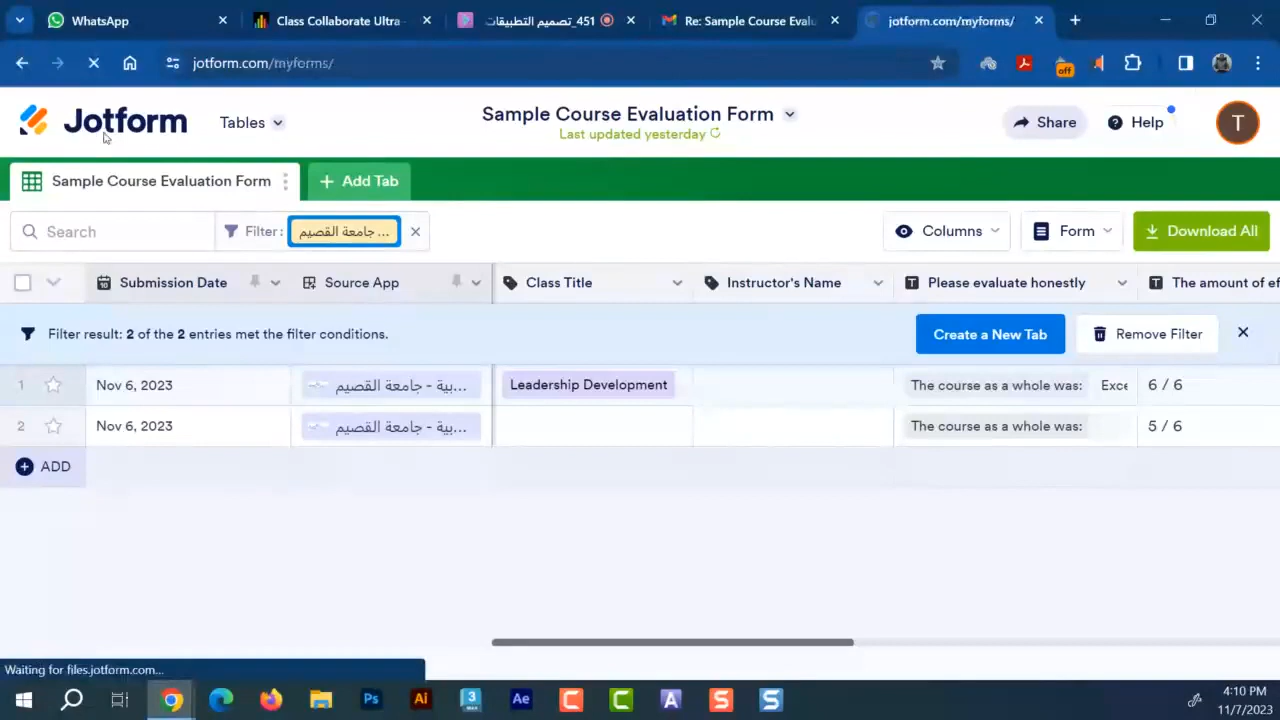 WhatsApp
Class Collaborate Ultra
451_تصميم التطبيقات
Re: Sample Course Evalu
jotform.com/myforms/
jotform.com/myforms/
off
Jotform
Tables
Sample Course Evaluation Form
Last updated yesterday
Share
Help
T
Sample Course Evaluation Form
+ Add Tab
Search
Filter:
جامعة القصيم ...
Columns
Form
Download All
Submission Date
Source App
Class Title
Instructor's Name
Please evaluate honestly
The amount of ef
Filter result: 2 of the 2 entries met the filter conditions.
Create a New Tab
Remove Filter
1 Nov 6, 2023 بية - جامعة القصيم... Leadership Development The course as a whole was: Exce 6 / 6
2 Nov 6, 2023 بية - جامعة القصيم... The course as a whole was: 5 / 6
ADD
Waiting for files.jotform.com...
Ps
Ai
3
Ae
C
C
A
S
S
4:10 PM
11/7/2023